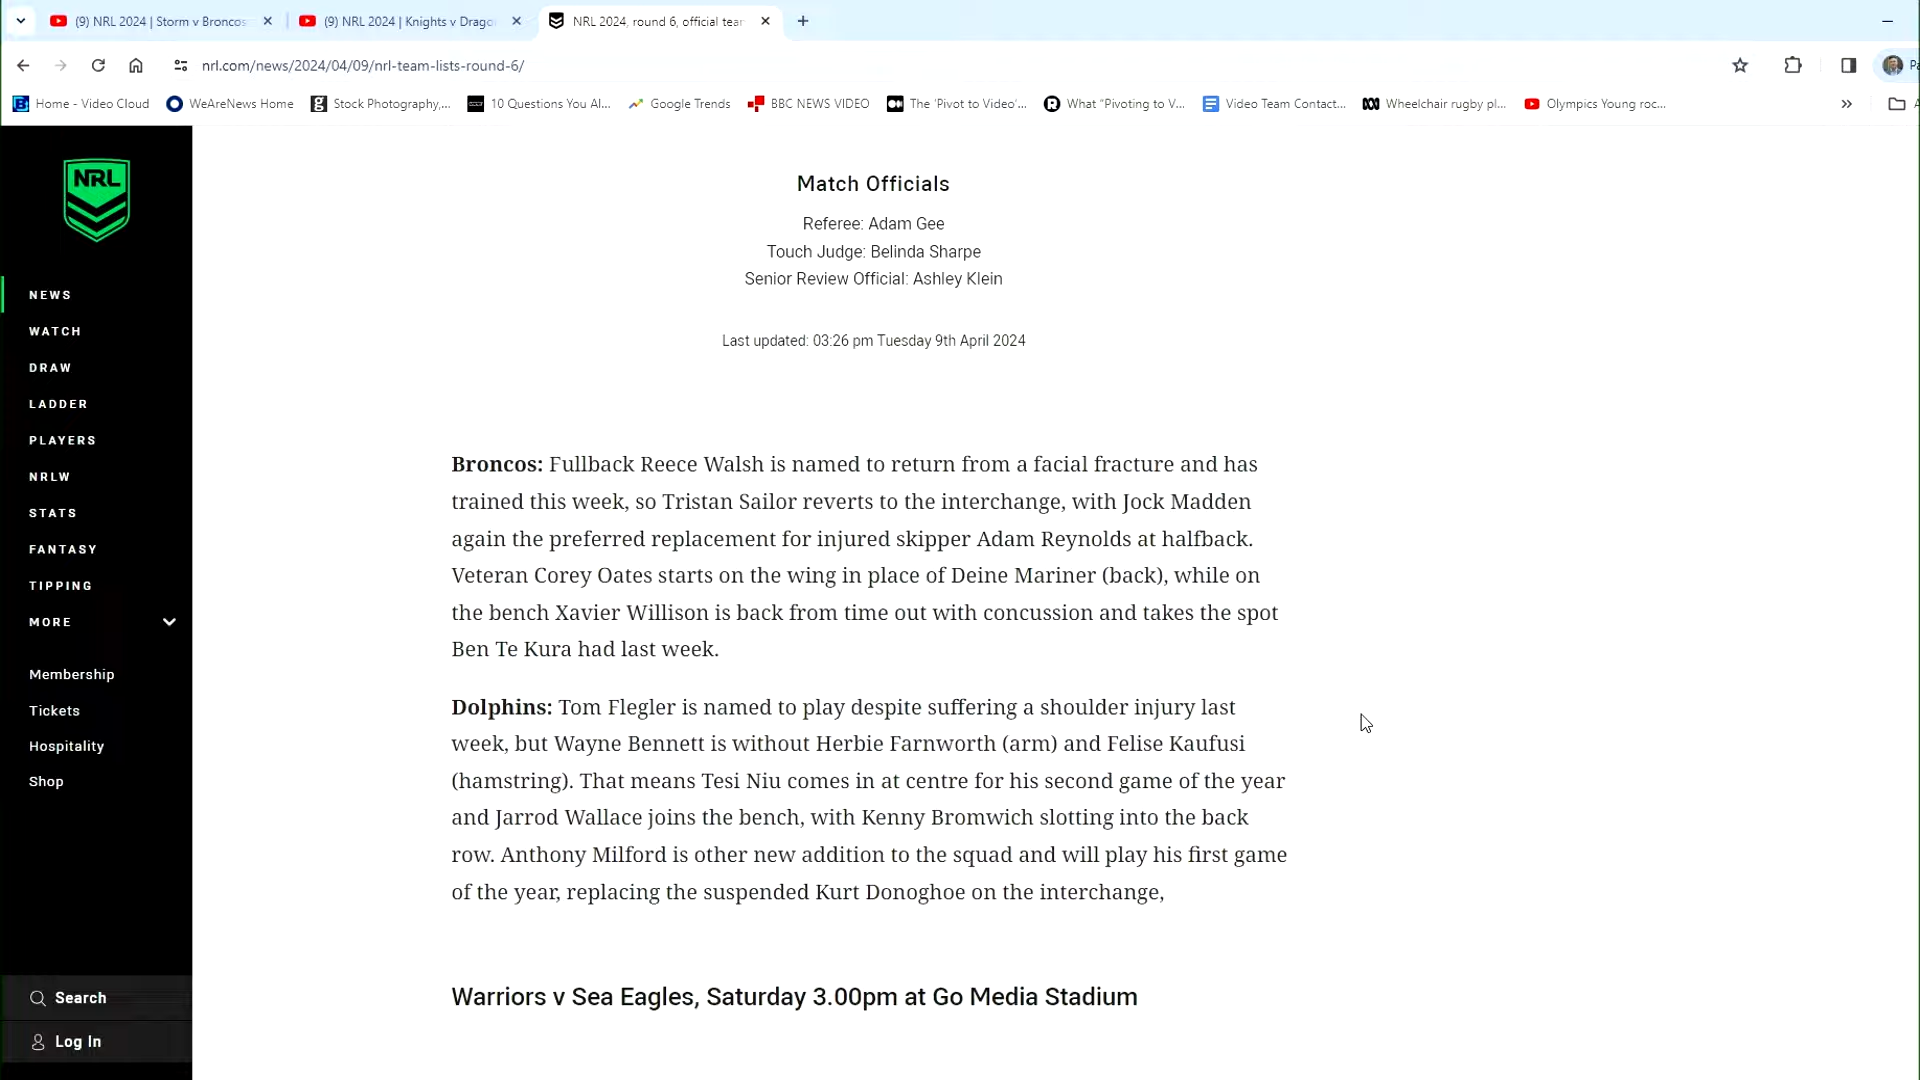 (9) NRL 2024 | Storm v Broncos
(9) NRL 2024 | Knights v Drago
NRL 2024, round 6, official tear
nrl.com/news/2024/04/09/nrl-team-lists-round-6/
Pa
Home - Video Cloud
WeAreNews Home
Stock Photography,...
10 Questions You Al...
Google Trends
BBC NEWS VIDEO
The 'Pivot to Video'...
What "Pivoting to V...
Video Team Contact...
Wheelchair rugby pl...
Olympics Young roc...
»
A
NRL
NEWS
WATCH
DRAW
LADDER
PLAYERS
NRLW
STATS
FANTASY
TIPPING
MORE
Membership
Tickets
Hospitality
Shop
Search
Log In
Match Officials
Referee: Adam Gee
Touch Judge: Belinda Sharpe
Senior Review Official: Ashley Klein
Last updated: 03:26 pm Tuesday 9th April 2024
Broncos: Fullback Reece Walsh is named to return from a facial fracture and has
trained this week, so Tristan Sailor reverts to the interchange, with Jock Madden
again the preferred replacement for injured skipper Adam Reynolds at halfback.
Veteran Corey Oates starts on the wing in place of Deine Mariner (back), while on
the bench Xavier Willison is back from time out with concussion and takes the spot
Ben Te Kura had last week.
Dolphins: Tom Flegler is named to play despite suffering a shoulder injury last
week, but Wayne Bennett is without Herbie Farnworth (arm) and Felise Kaufusi
(hamstring). That means Tesi Niu comes in at centre for his second game of the year
and Jarrod Wallace joins the bench, with Kenny Bromwich slotting into the back
row. Anthony Milford is other new addition to the squad and will play his first game
of the year, replacing the suspended Kurt Donoghoe on the interchange,
Warriors v Sea Eagles, Saturday 3.00pm at Go Media Stadium